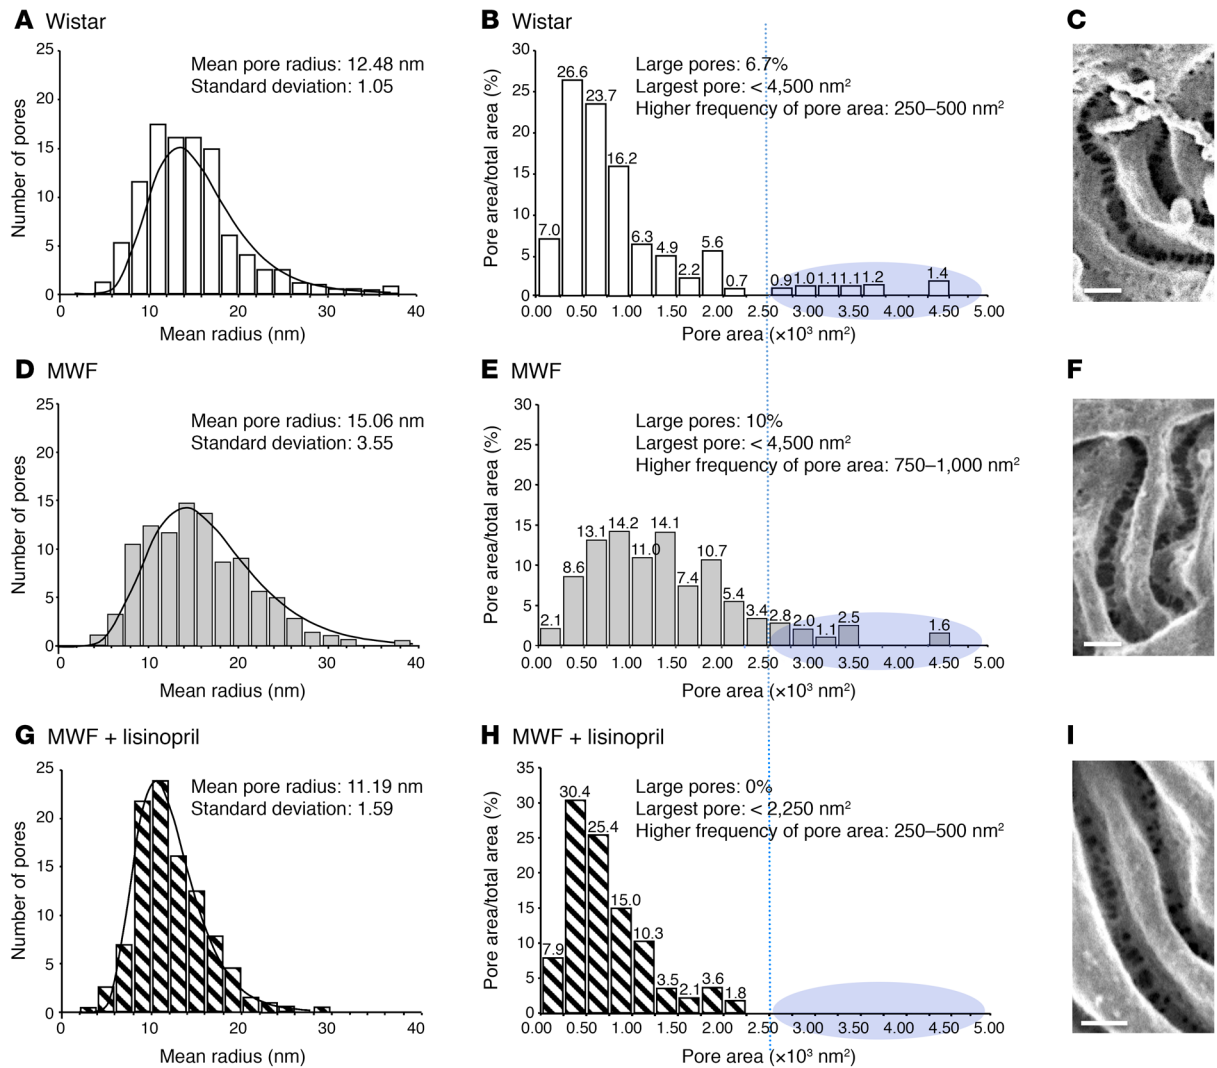 A Wistar
Mean pore radius: 12.48 nm
Standard deviation: 1.05
Number of pores
25
20
15
10
5
0
0 10 20 30 40
Mean radius (nm)
B Wistar
Large pores: 6.7%
Largest pore: < 4,500 nm²
Higher frequency of pore area: 250–500 nm²
Pore area/total area (%)
30
25
20
15
10
5
0
7.0 26.6 23.7 16.2 6.3 4.9 2.2 5.6 0.7 0.9 1.0 1.1 1.1 1.2 1.4
0.00 0.50 1.00 1.50 2.00 2.50 3.00 3.50 4.00 4.50 5.00
Pore area (×10³ nm²)
C
D MWF
Mean pore radius: 15.06 nm
Standard deviation: 3.55
Number of pores
25
20
15
10
5
0
0 10 20 30 40
Mean radius (nm)
E MWF
Large pores: 10%
Largest pore: < 4,500 nm²
Higher frequency of pore area: 750–1,000 nm²
Pore area/total area (%)
30
25
20
15
10
5
0
2.1 8.6 13.1 14.2 11.0 14.1 7.4 10.7 5.4 3.4 2.8 2.0 1.1 2.5 1.6
0.00 0.50 1.00 1.50 2.00 2.50 3.00 3.50 4.00 4.50 5.00
Pore area (×10³ nm²)
F
G MWF + lisinopril
Mean pore radius: 11.19 nm
Standard deviation: 1.59
Number of pores
25
20
15
10
5
0
0 10 20 30 40
Mean radius (nm)
H MWF + lisinopril
Large pores: 0%
Largest pore: < 2,250 nm²
Higher frequency of pore area: 250–500 nm²
Pore area/total area (%)
35
30
25
20
15
10
5
0
7.9 30.4 25.4 15.0 10.3 3.5 2.1 3.6 1.8
0.00 0.50 1.00 1.50 2.00 2.50 3.00 3.50 4.00 4.50 5.00
Pore area (×10³ nm²)
I